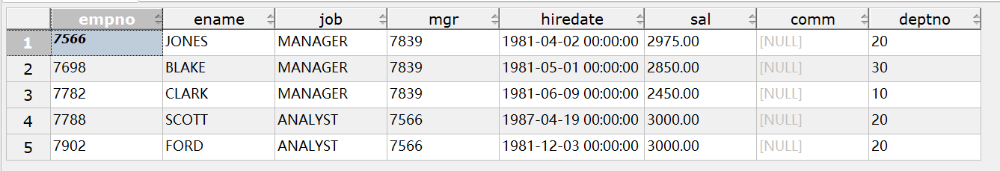 empno ename job mgr hiredate sal comm deptno
1 7566 JONES MANAGER 7839 1981-04-02 00:00:00 2975.00 [NULL] 20
2 7698 BLAKE MANAGER 7839 1981-05-01 00:00:00 2850.00 [NULL] 30
3 7782 CLARK MANAGER 7839 1981-06-09 00:00:00 2450.00 [NULL] 10
4 7788 SCOTT ANALYST 7566 1987-04-19 00:00:00 3000.00 [NULL] 20
5 7902 FORD ANALYST 7566 1981-12-03 00:00:00 3000.00 [NULL] 20